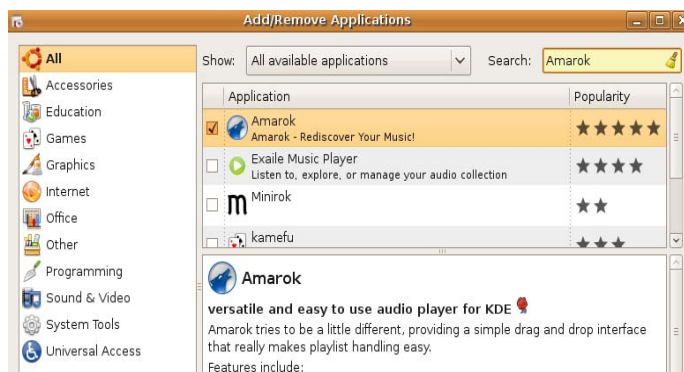 Add/Remove Applications
All
Accessories
Education
Games
Graphics
Internet
Office
Other
Programming
Sound & Video
System Tools
Universal Access
Show: All available applications Search: Amarok
Application Popularity
Amarok
Amarok - Rediscover Your Music!
Exaile Music Player
Listen to, explore, or manage your audio collection
Minirok
kamefu
Amarok
versatile and easy to use audio player for KDE
Amarok tries to be a little different, providing a simple drag and drop interface
that really makes playlist handling easy.
Features include: